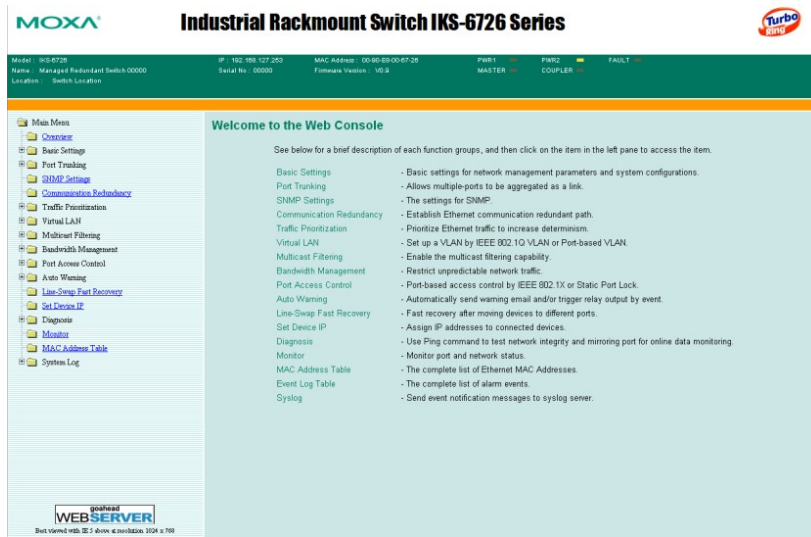 MOXA
Industrial Rackmount Switch IKS-6726 Series
Turbo Ring
Model : IKS-6726 IP : 192.168.127.253 MAC Address : 00-90-E8-00-67-26 PWR1 PWR2 FAULT
Name : Managed Redundant Switch 00000 Serial No : 00000 Firmware Version : V0.9 MASTER COUPLER
Location : Switch Location
Main Menu
Overview
Basic Settings
Port Trunking
SNMP Settings
Communication Redundancy
Traffic Prioritization
Virtual LAN
Multicast Filtering
Bandwidth Management
Port Access Control
Auto Warning
Line-Swap Fast Recovery
Set Device IP
Diagnosis
Monitor
MAC Address Table
System Log
goahead
WEBSERVER
Best viewed with IE 5 above at resolution 1024 x 768
Welcome to the Web Console
See below for a brief description of each function groups, and then click on the item in the left pane to access the item.
Basic Settings - Basic settings for network management parameters and system configurations.
Port Trunking - Allows multiple-ports to be aggregated as a link.
SNMP Settings - The settings for SNMP.
Communication Redundancy - Establish Ethernet communication redundant path.
Traffic Prioritization - Prioritize Ethernet traffic to increase determinism.
Virtual LAN - Set up a VLAN by IEEE 802.1Q VLAN or Port-based VLAN.
Multicast Filtering - Enable the multicast filtering capability.
Bandwidth Management - Restrict unpredictable network traffic.
Port Access Control - Port-based access control by IEEE 802.1X or Static Port Lock.
Auto Warning - Automatically send warning email and/or trigger relay output by event.
Line-Swap Fast Recovery - Fast recovery after moving devices to different ports.
Set Device IP - Assign IP addresses to connected devices.
Diagnosis - Use Ping command to test network integrity and mirroring port for online data monitoring.
Monitor - Monitor port and network status.
MAC Address Table - The complete list of Ethernet MAC Addresses.
Event Log Table - The complete list of alarm events.
Syslog - Send event notification messages to syslog server.